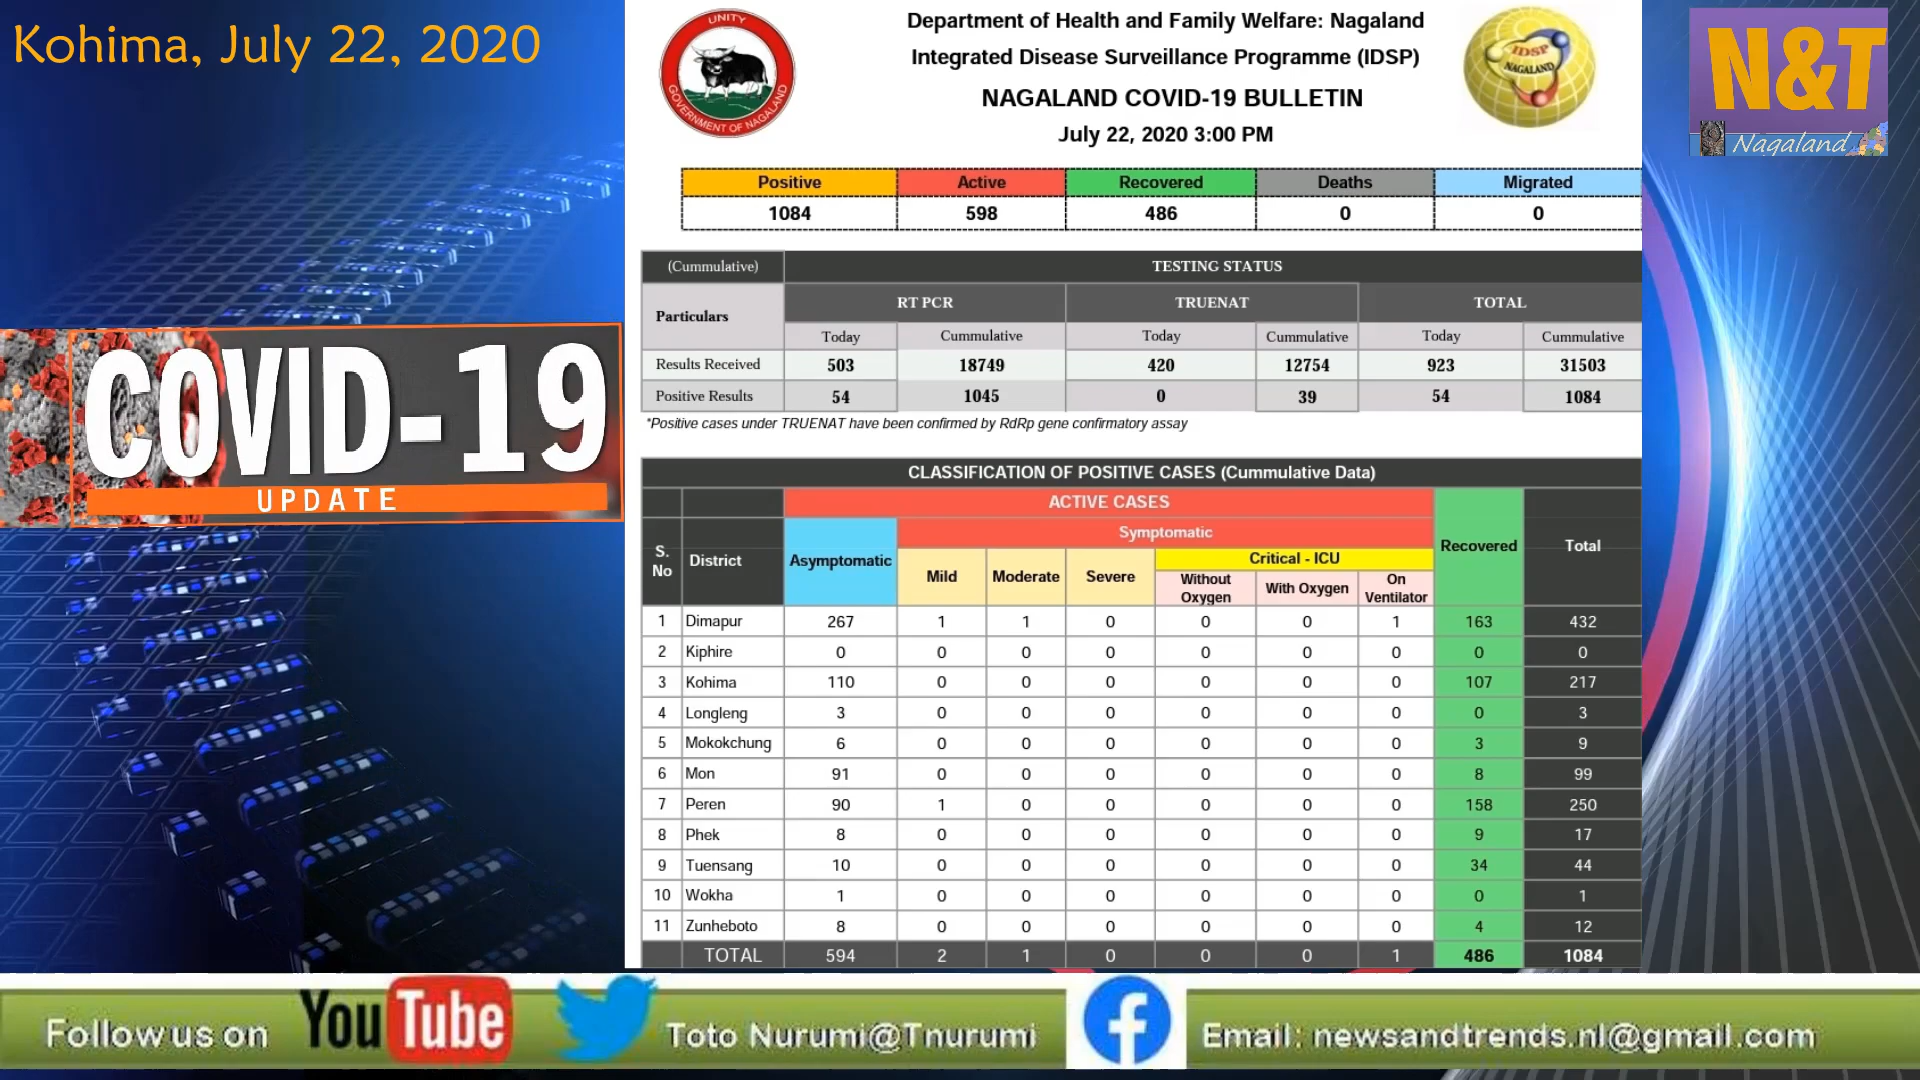 Kohima, July 22, 2020
UNITY
GOVERNMENT OF NAGALAND
Department of Health and Family Welfare: Nagaland
Integrated Disease Surveillance Programme (IDSP)
NAGALAND COVID-19 BULLETIN
July 22, 2020 3:00 PM
IDSP
NAGALAND
N&T
Nagaland
Positive Active Recovered Deaths Migrated
1084 598 486 0 0
(Cummulative) TESTING STATUS
Particulars RT PCR TRUENAT TOTAL
Today Cummulative Today Cummulative Today Cummulative
Results Received 503 18749 420 12754 923 31503
Positive Results 54 1045 0 39 54 1084
*Positive cases under TRUENAT have been confirmed by RdRp gene confirmatory assay
COVID-19
UPDATE
CLASSIFICATION OF POSITIVE CASES (Cummulative Data)
ACTIVE CASES
S. No District Asymptomatic Symptomatic Recovered Total
Mild Moderate Severe Critical - ICU
Without Oxygen With Oxygen On Ventilator
1 Dimapur 267 1 1 0 0 0 1 163 432
2 Kiphire 0 0 0 0 0 0 0 0 0
3 Kohima 110 0 0 0 0 0 0 107 217
4 Longleng 3 0 0 0 0 0 0 0 3
5 Mokokchung 6 0 0 0 0 0 0 3 9
6 Mon 91 0 0 0 0 0 0 8 99
7 Peren 90 1 0 0 0 0 0 158 250
8 Phek 8 0 0 0 0 0 0 9 17
9 Tuensang 10 0 0 0 0 0 0 34 44
10 Wokha 1 0 0 0 0 0 0 0 1
11 Zunheboto 8 0 0 0 0 0 0 4 12
TOTAL 594 2 1 0 0 0 1 486 1084
Follow us on YouTube Toto Nurumi@Tnurumi f Email: newsandtrends.nl@gmail.com